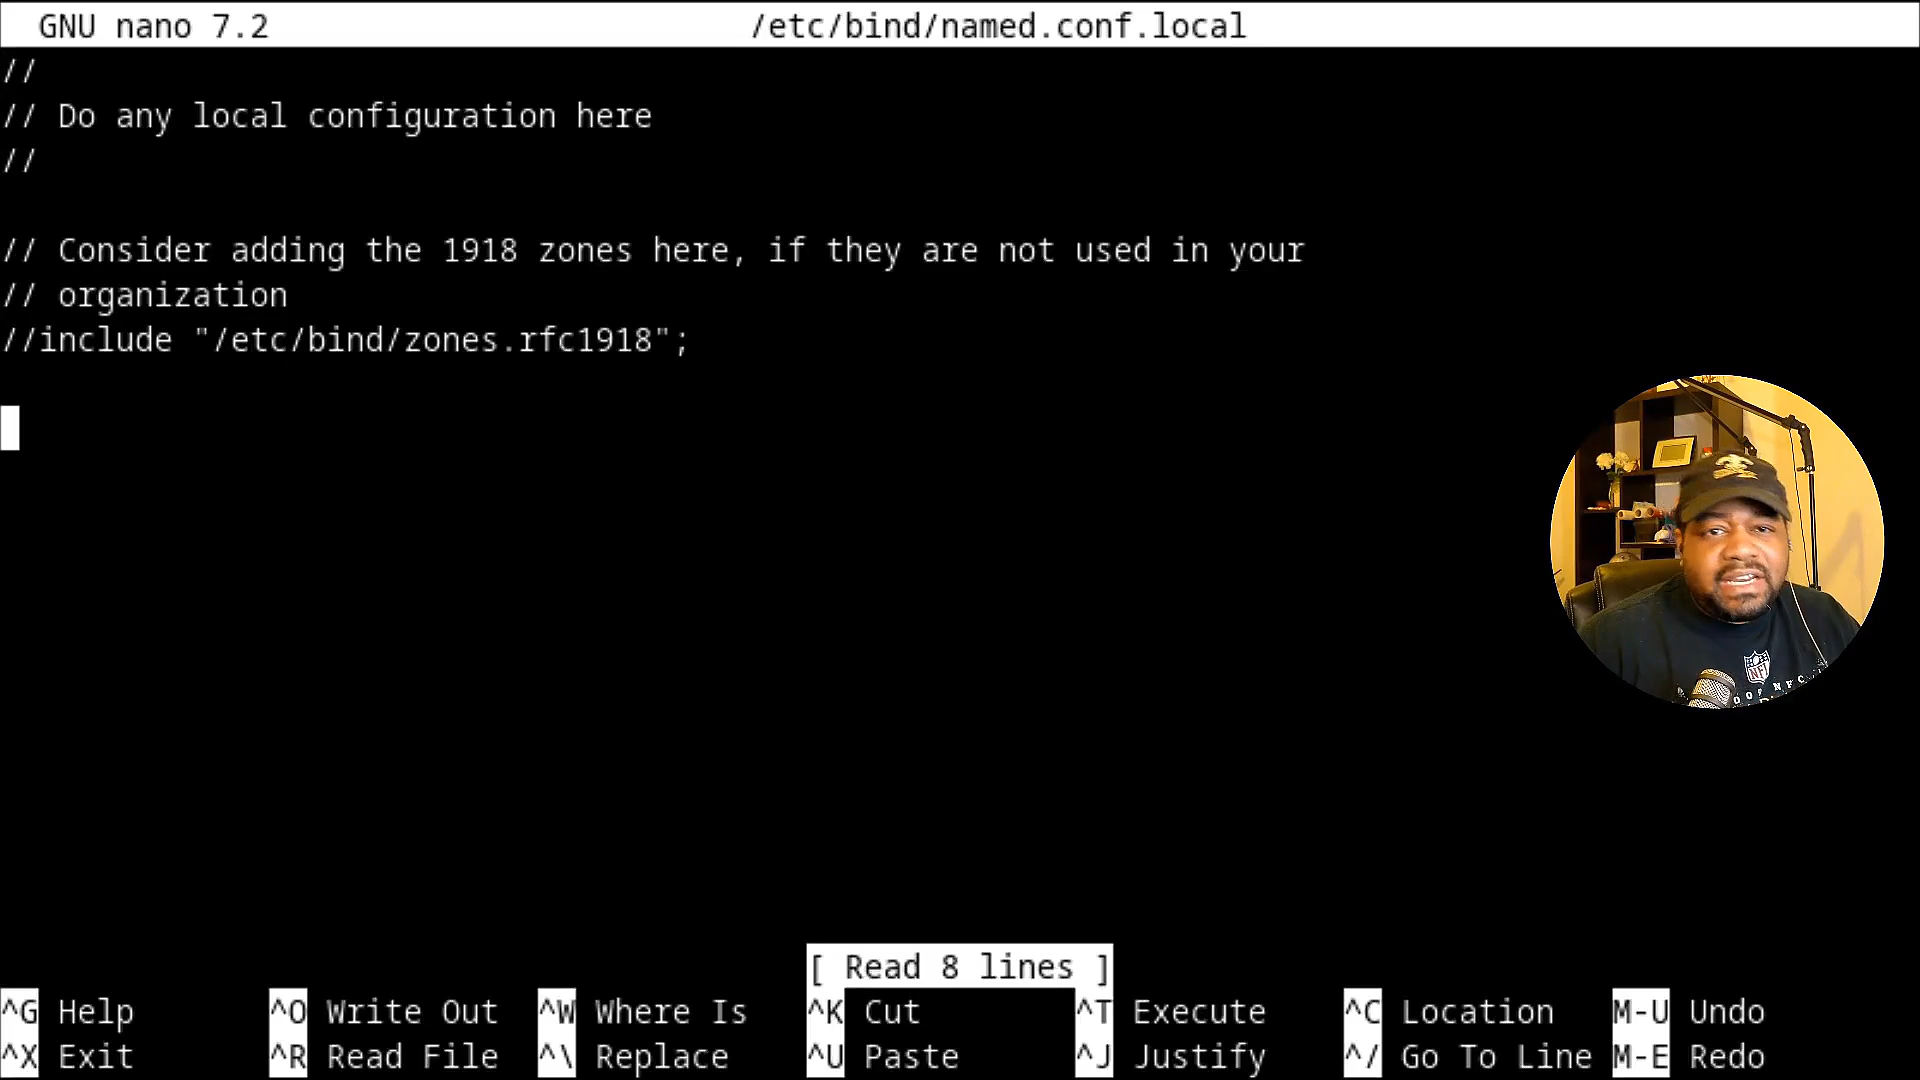 GNU nano 7.2 /etc/bind/named.conf.local
//
// Do any local configuration here
//
// Consider adding the 1918 zones here, if they are not used in your
// organization
//include "/etc/bind/zones.rfc1918";
NFL
[ Read 8 lines ]
^G Help ^O Write Out ^W Where Is ^K Cut ^T Execute ^C Location M-U Undo
^X Exit ^R Read File ^\ Replace ^U Paste ^J Justify ^/ Go To Line M-E Redo